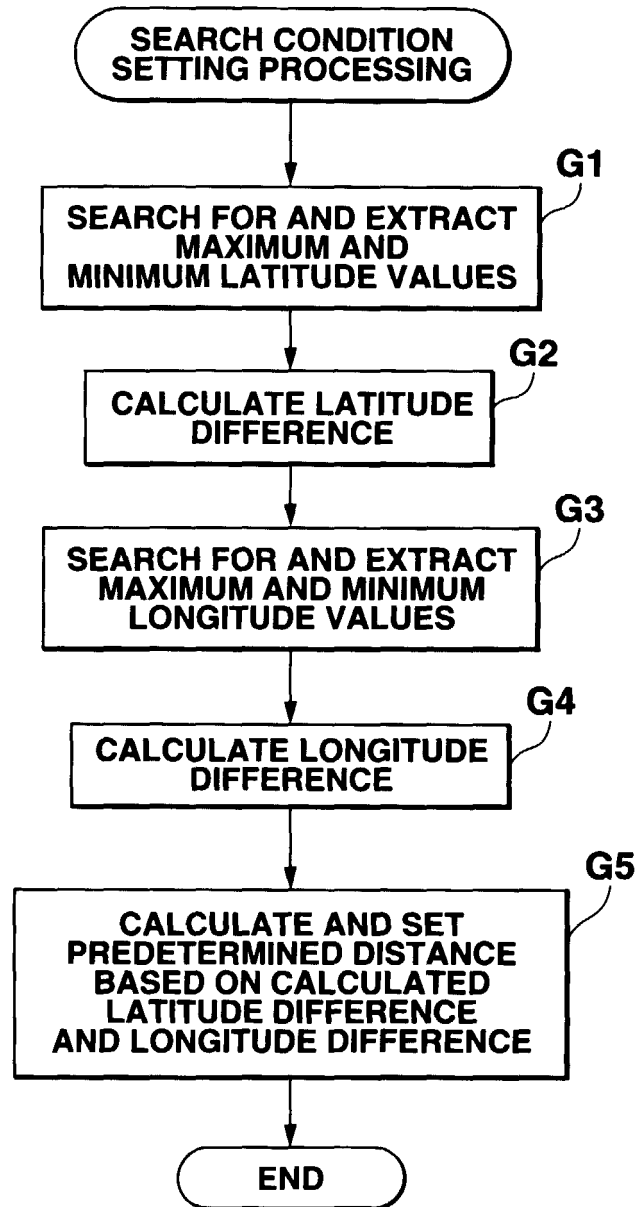 SEARCH CONDITION
SETTING PROCESSING
G1
SEARCH FOR AND EXTRACT
MAXIMUM AND
MINIMUM LATITUDE VALUES
G2
CALCULATE LATITUDE
DIFFERENCE
G3
SEARCH FOR AND EXTRACT
MAXIMUM AND MINIMUM
LONGITUDE VALUES
G4
CALCULATE LONGITUDE
DIFFERENCE
G5
CALCULATE AND SET
PREDETERMINED DISTANCE
BASED ON CALCULATED
LATITUDE DIFFERENCE
AND LONGITUDE DIFFERENCE
END